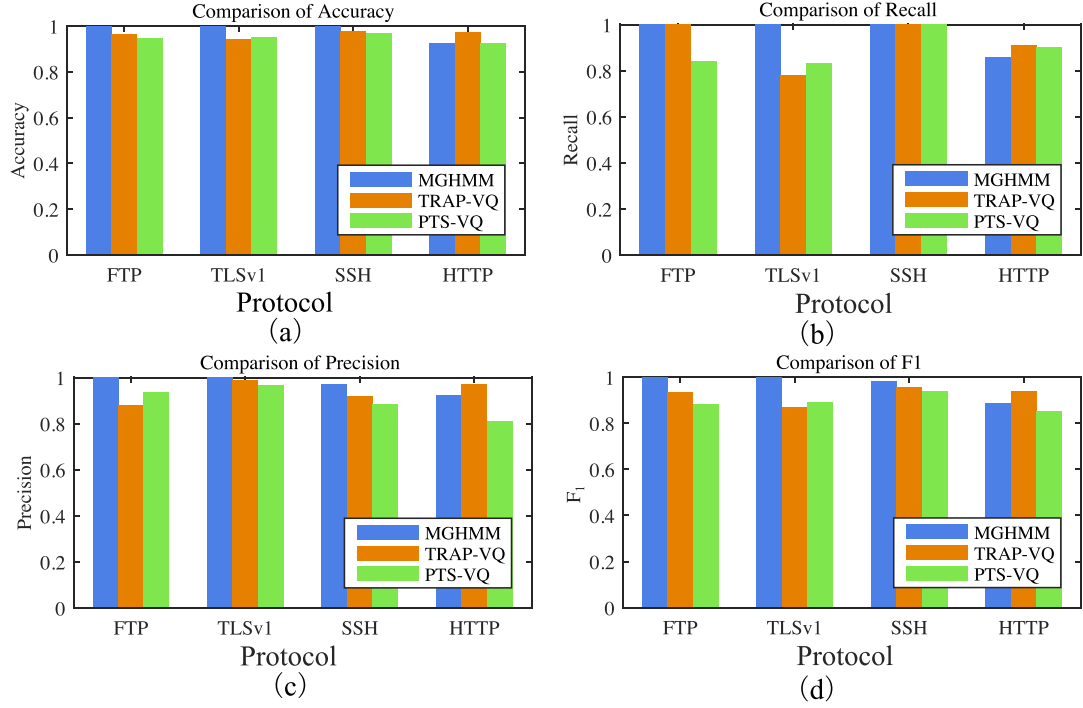 Comparison of Accuracy
1
0.8
0.6
0.4
0.2
0
Accuracy
MGHMM
TRAP-VQ
PTS-VQ
FTP TLSv1 SSH HTTP
Protocol
(a)
Comparison of Recall
1
0.8
0.6
0.4
0.2
0
Recall
MGHMM
TRAP-VQ
PTS-VQ
FTP TLSv1 SSH HTTP
Protocol
(b)
Comparison of Precision
1
0.8
0.6
0.4
0.2
0
Precision
MGHMM
TRAP-VQ
PTS-VQ
FTP TLSv1 SSH HTTP
Protocol
(c)
Comparison of F1
1
0.8
0.6
0.4
0.2
0
F₁
MGHMM
TRAP-VQ
PTS-VQ
FTP TLSv1 SSH HTTP
Protocol
(d)